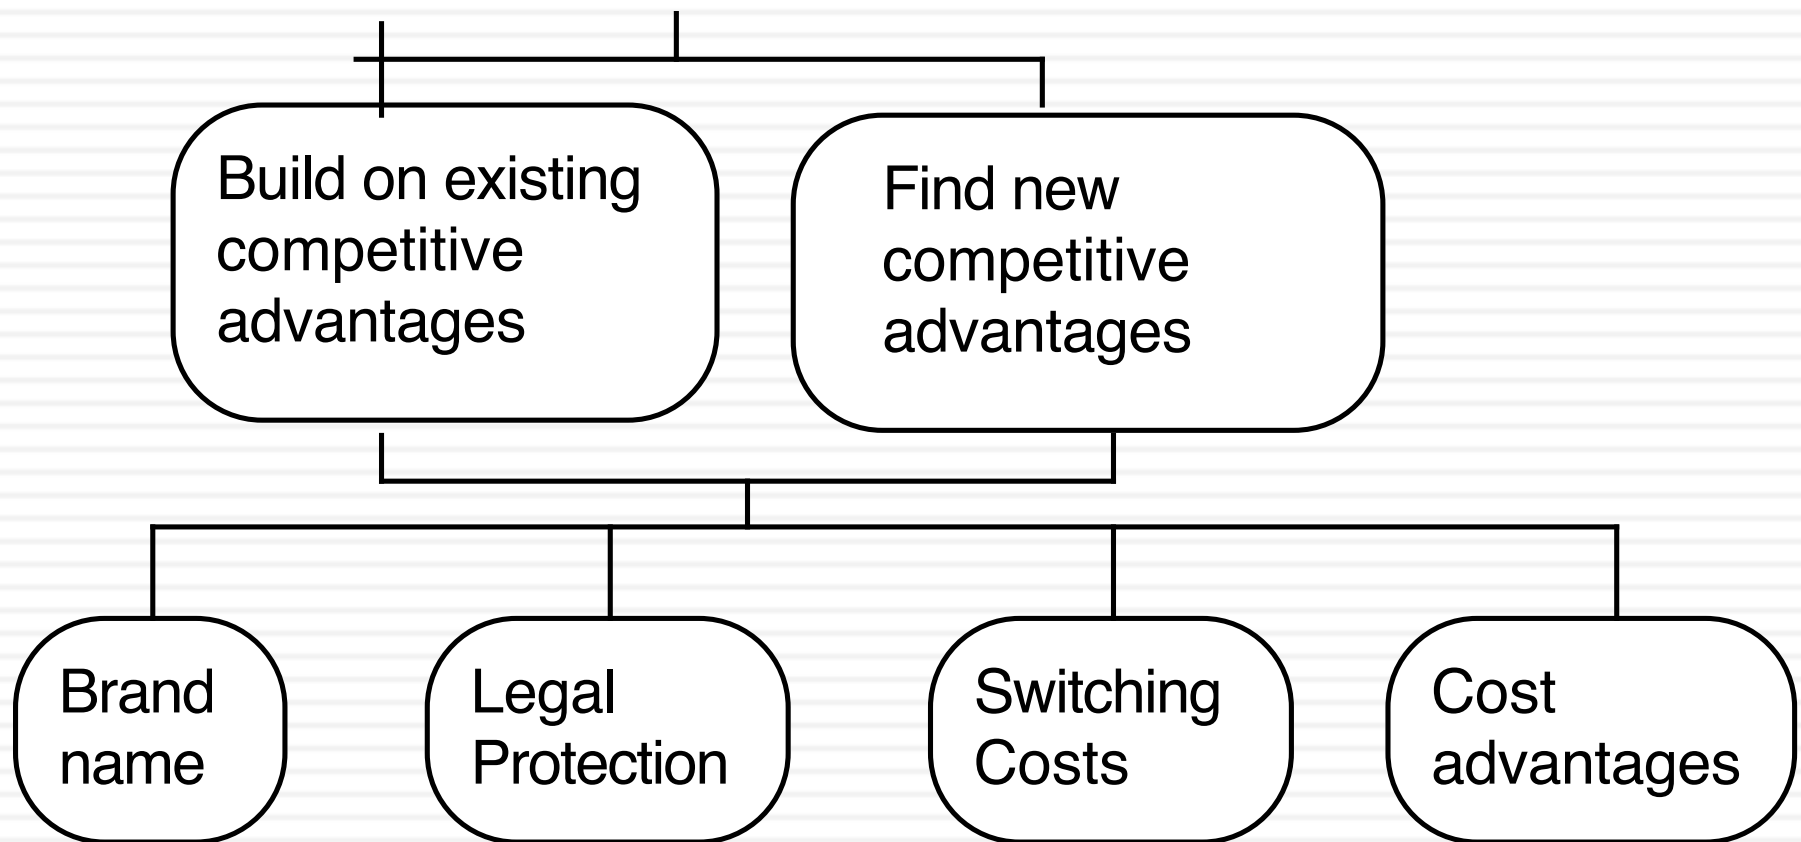 Build on existing
competitive
advantages
Find new
competitive
advantages
Brand
name
Legal
Protection
Switching
Costs
Cost
advantages